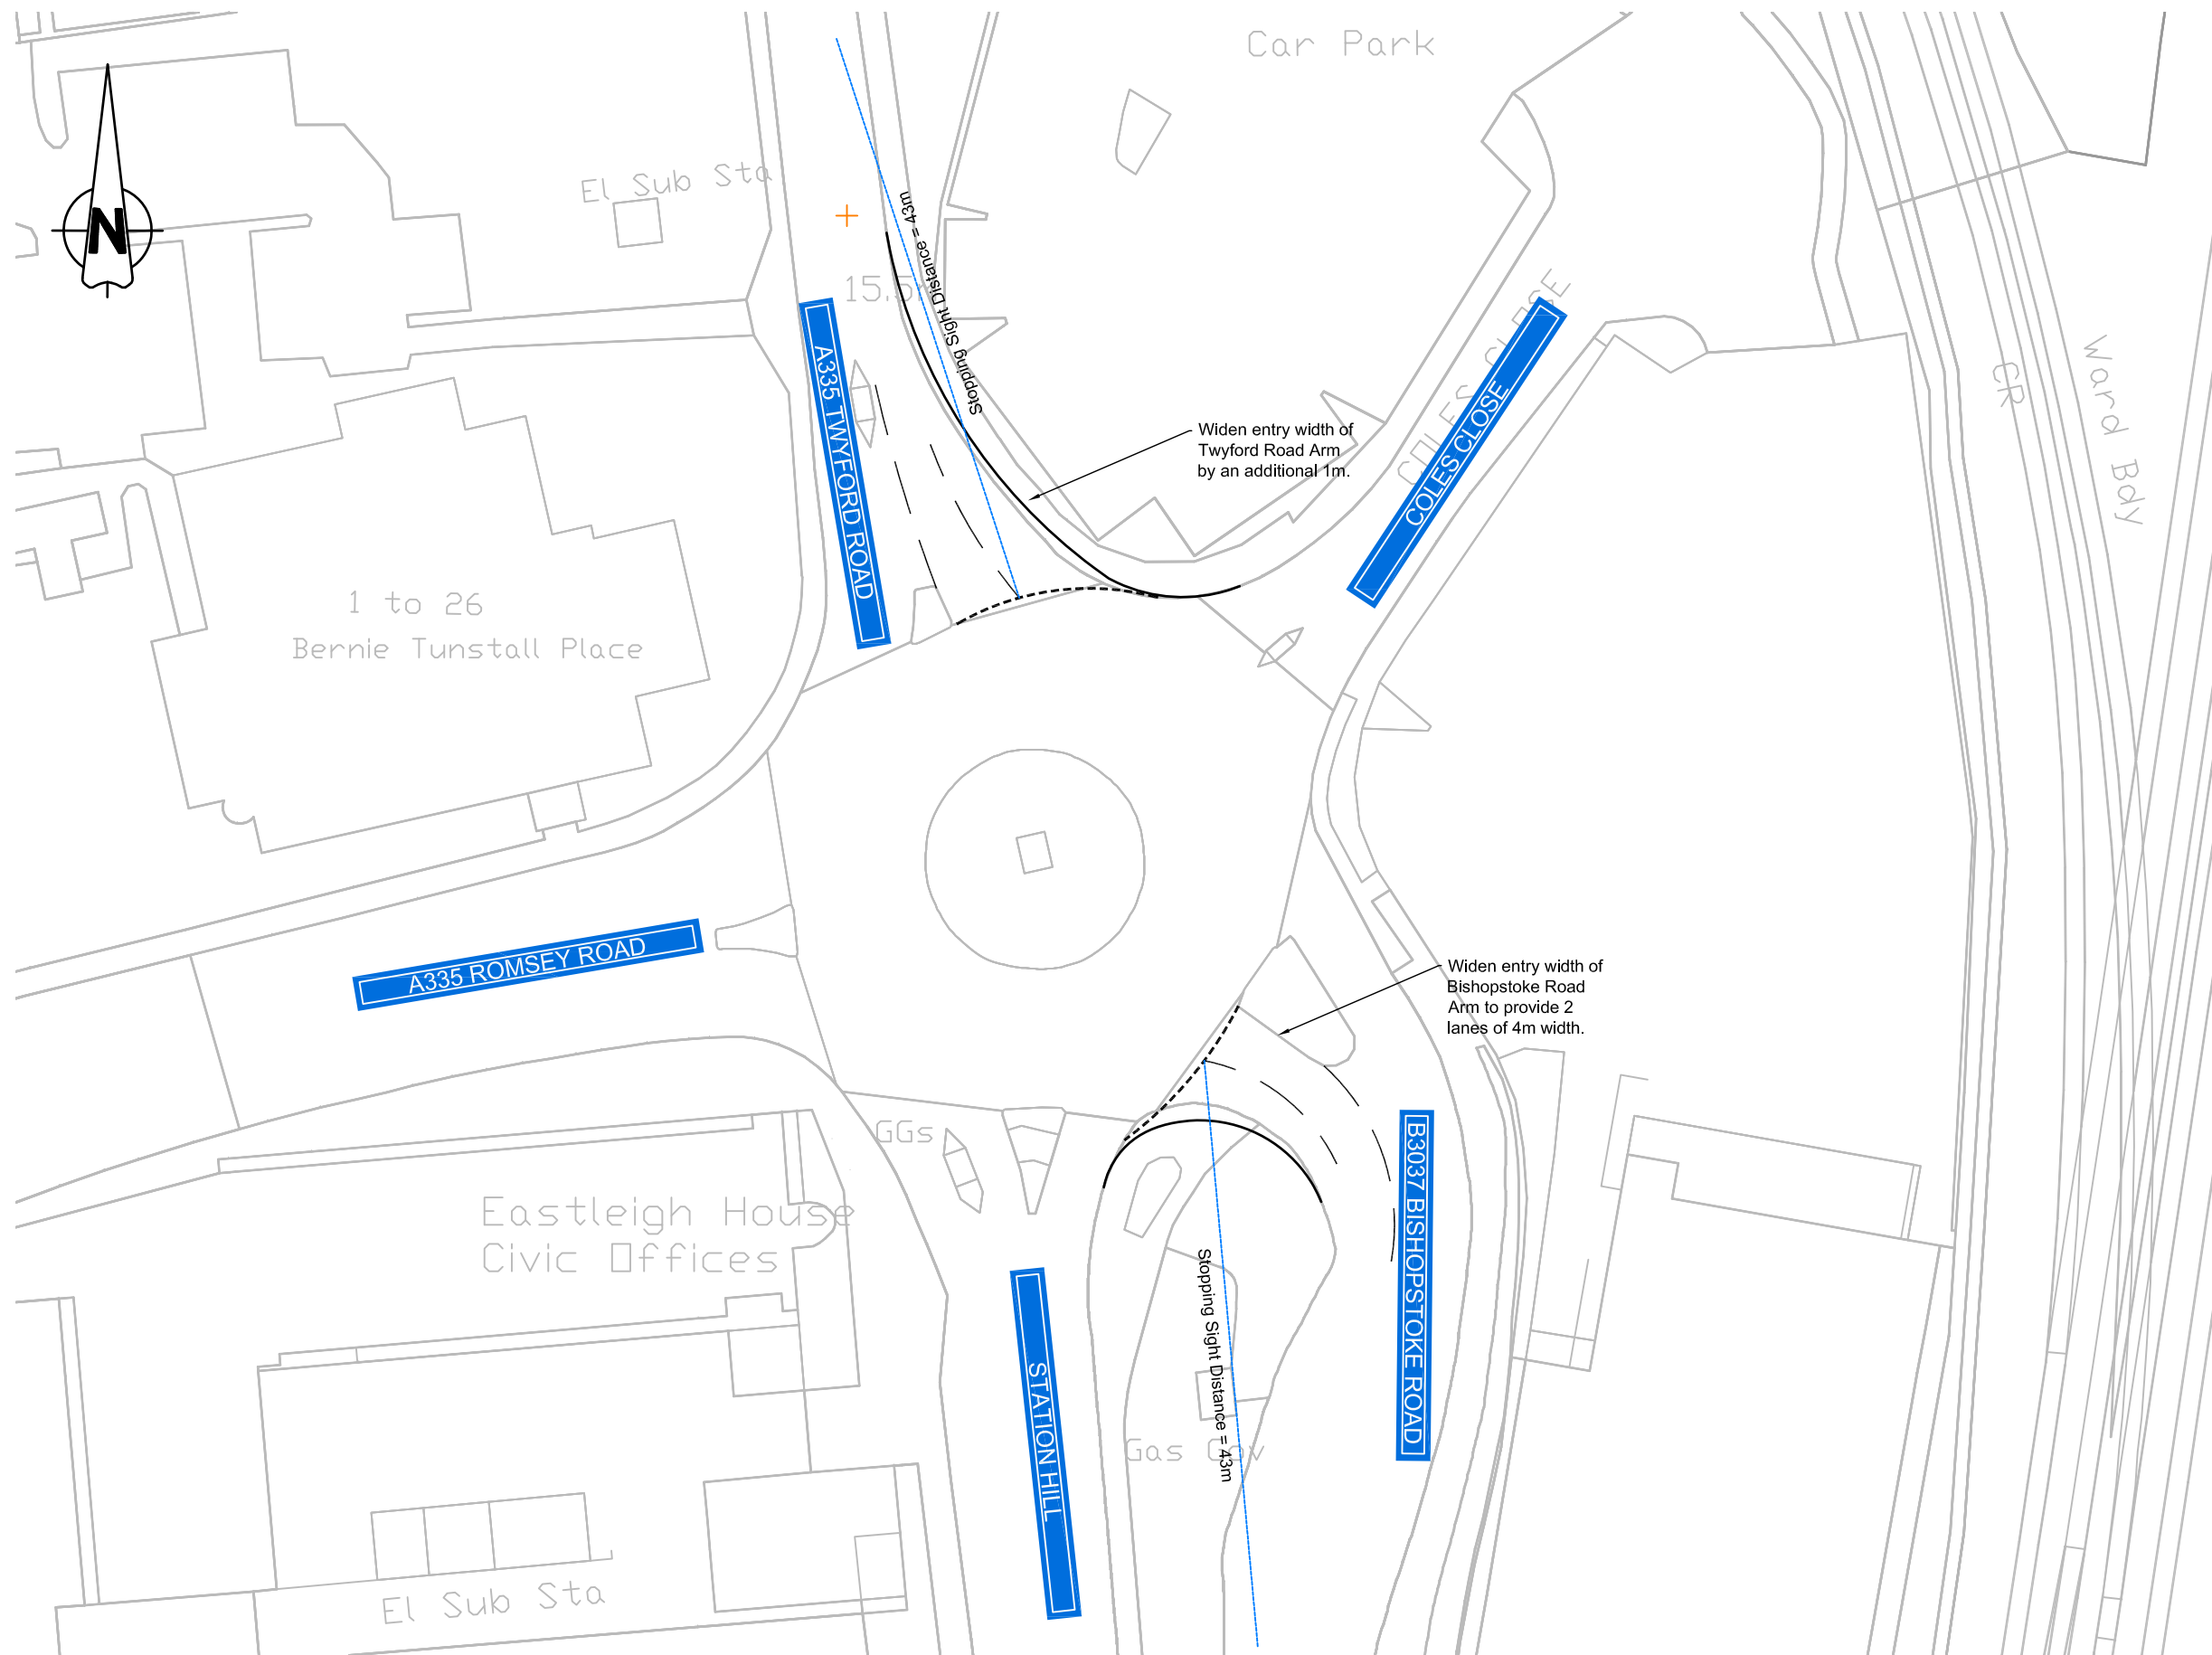 Car Park
El Sub Sta
N
Stopping Sight Distance = 43m
A335 TWYFORD ROAD
COLES CLOSE
COLES CLOSE
CR
Ward Bdy
Widen entry width of
Twyford Road Arm
by an additional 1m.
1 to 26
Bernie Tunstall Place
A335 ROMSEY ROAD
Widen entry width of
Bishopstoke Road
Arm to provide 2
lanes of 4m width.
GGs
B3037 BISHOPSTOKE ROAD
Eastleigh House
Civic Offices
STATION HILL
Stopping Sight Distance = 43m
Gas Gov
El Sub Sta